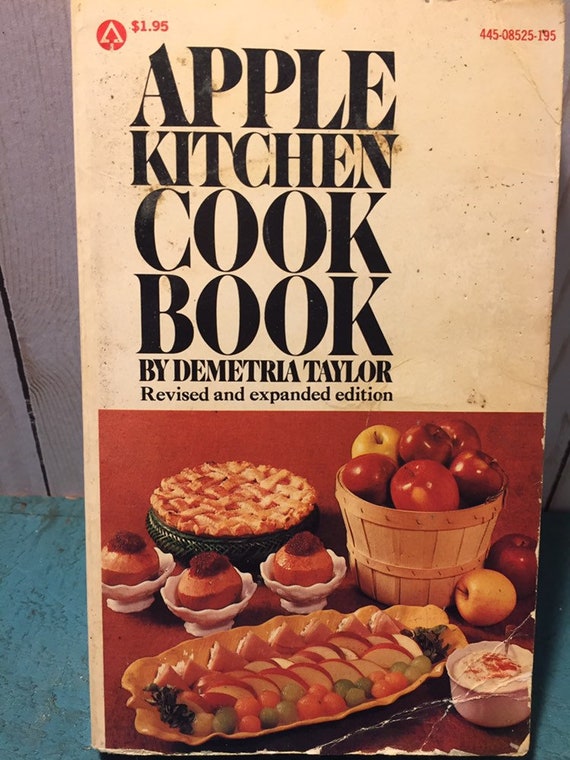 $1.95
445-08525-195
APPLE
KITCHEN
COOK
BOOK
BY DEMETRIA TAYLOR
Revised and expanded edition